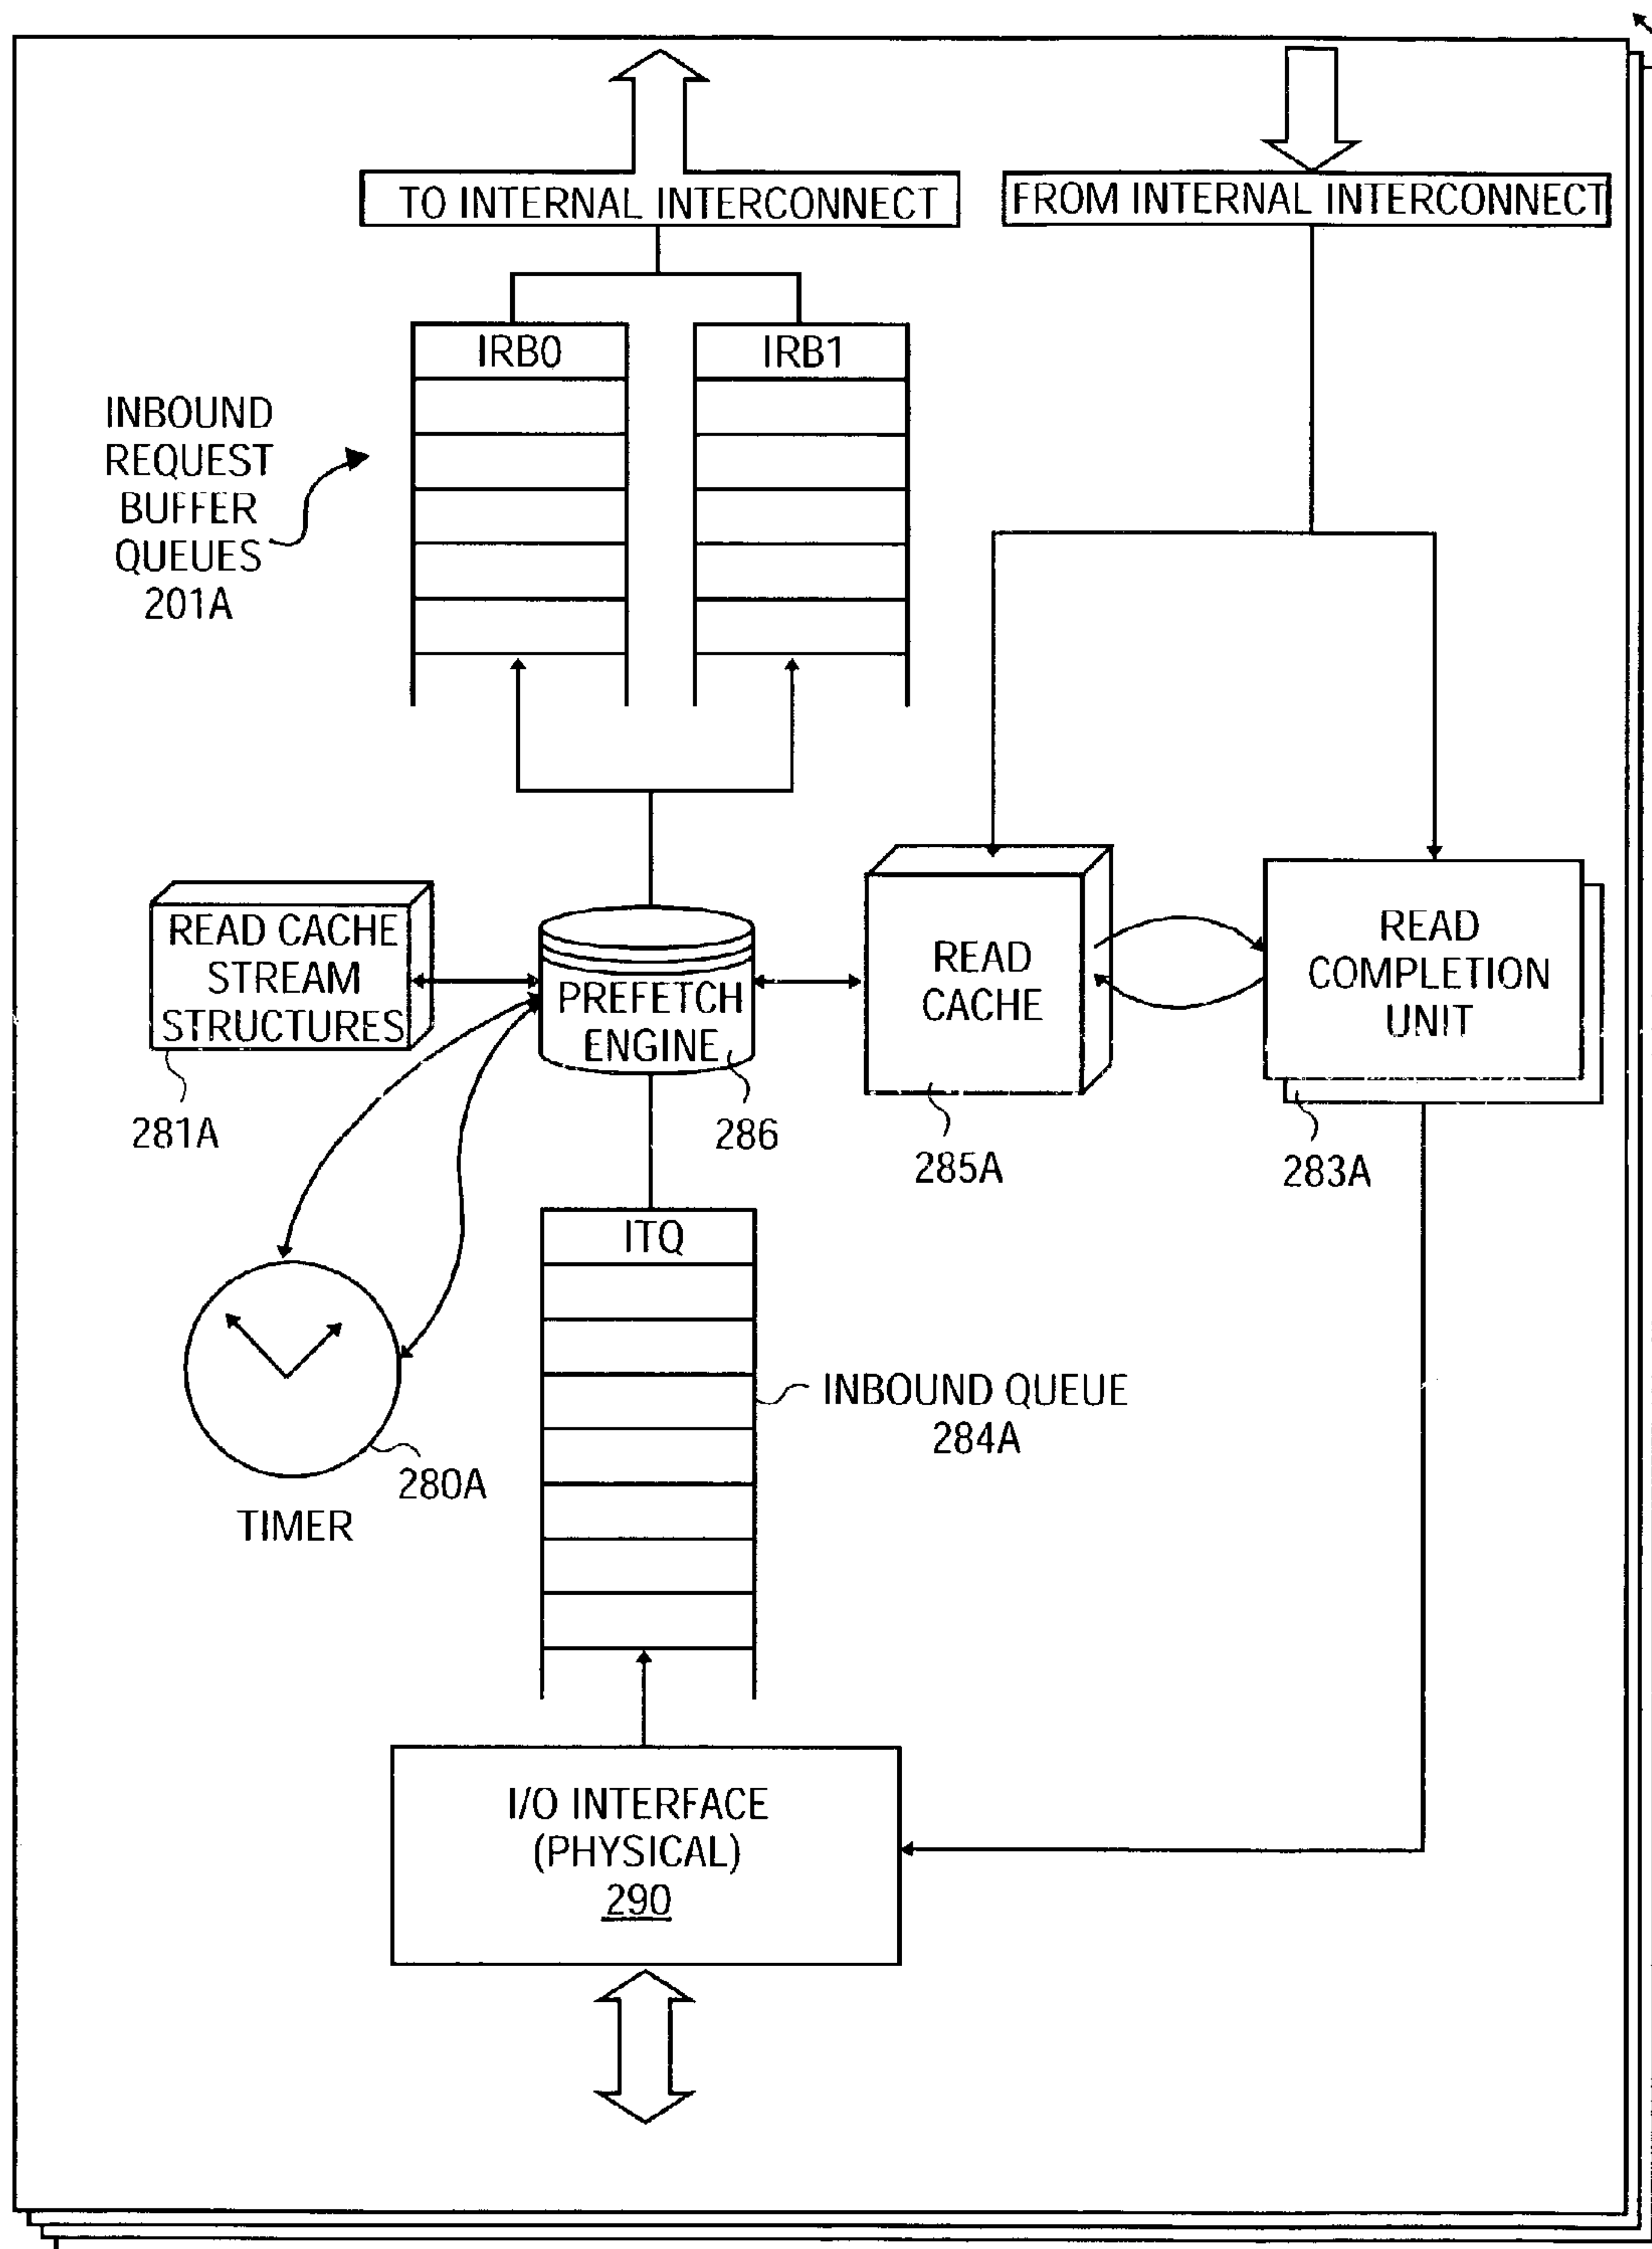 TO INTERNAL INTERCONNECT
FROM INTERNAL INTERCONNECT
IRB0
IRB1
INBOUND
REQUEST
BUFFER
QUEUES
201A
READ CACHE
STREAM
STRUCTURES
281A
PREFETCH
ENGINE
286
READ
CACHE
285A
READ
COMPLETION
UNIT
283A
ITQ
INBOUND QUEUE
284A
280A
TIMER
I/O INTERFACE
(PHYSICAL)
290